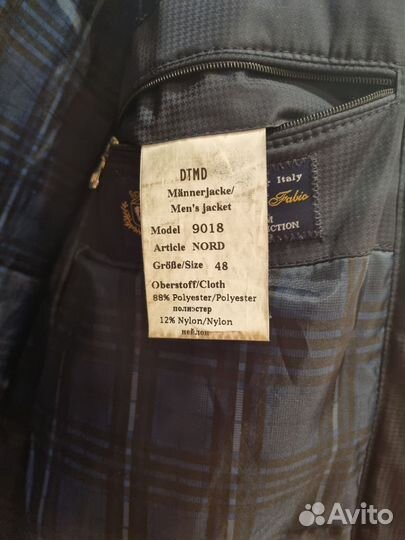 DTMD
Männerjacke/
Men's jacket
Model 9018
Article NORD
Größe/Size 48
Oberstoff/Cloth
88% Polyester/Polyester
полиэстер
12% Nylon/Nylon
нейлон
Italy
Fabio
Avito